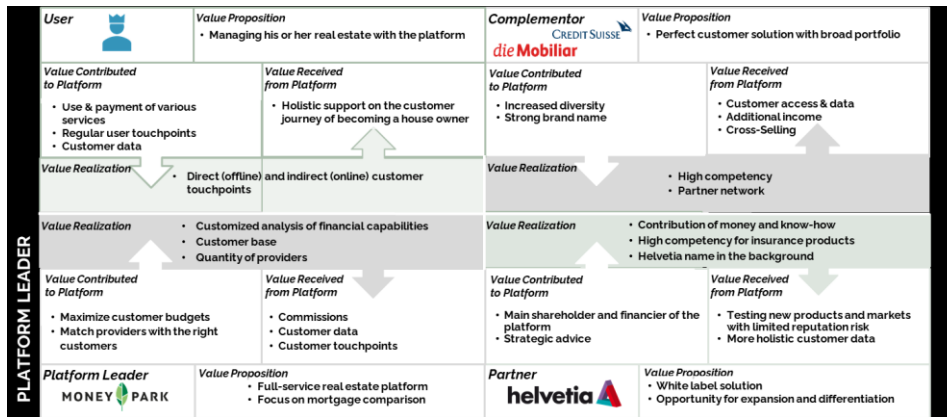 User
Value Proposition
• Managing his or her real estate with the platform
Value Contributed
to Platform
• Use & payment of various
services
• Regular user touchpoints
• Customer data
Value Received
from Platform
• Holistic support on the customer
journey of becoming a house owner
Value Realization
• Direct (offline) and indirect (online) customer
touchpoints
Complementor
CREDIT SUISSE
die Mobiliar
Value Proposition
• Perfect customer solution with broad portfolio
Value Contributed
to Platform
• Increased diversity
• Strong brand name
Value Received
from Platform
• Customer access & data
• Additional income
• Cross-Selling
Value Realization
• High competency
• Partner network
PLATFORM LEADER
Value Realization
• Customized analysis of financial capabilities
• Customer base
• Quantity of providers
Value Contributed
to Platform
• Maximize customer budgets
• Match providers with the right
customers
Value Received
from Platform
• Commissions
• Customer data
• Customer touchpoints
Platform Leader
MONEY PARK
Value Proposition
• Full-service real estate platform
• Focus on mortgage comparison
Value Realization
• Contribution of money and know-how
• High competency for insurance products
• Helvetia name in the background
Value Contributed
to Platform
• Main shareholder and financier of the
platform
• Strategic advice
Value Received
from Platform
• Testing new products and markets
with limited reputation risk
• More holistic customer data
Partner
helvetia
Value Proposition
• White label solution
• Opportunity for expansion and differentiation